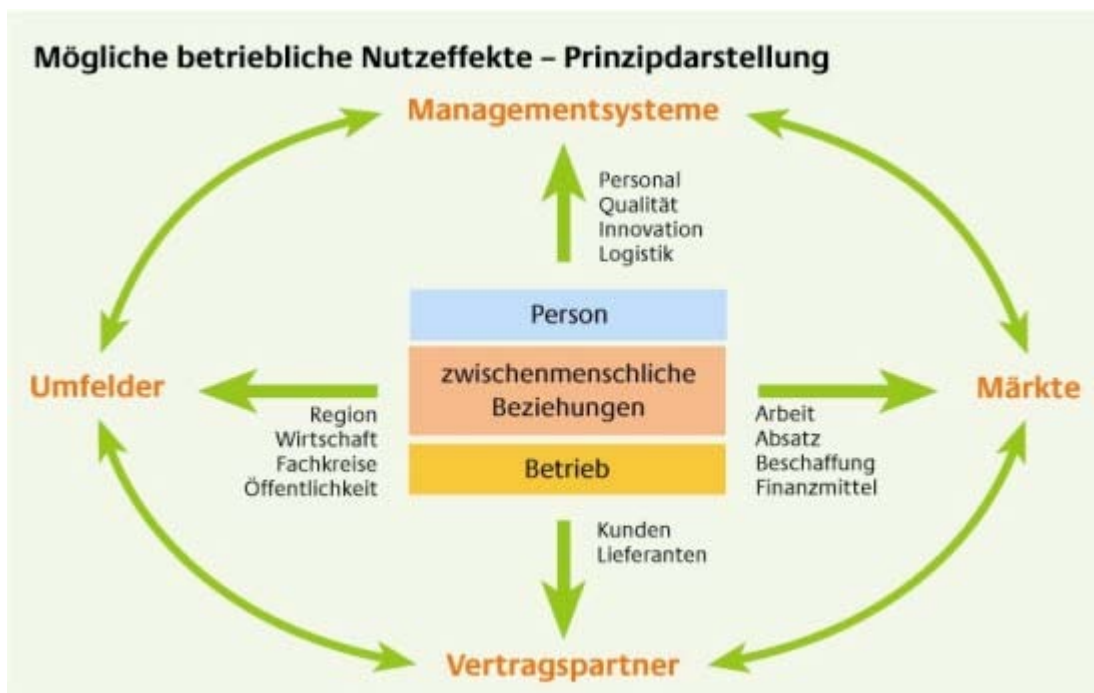 Mögliche betriebliche Nutzeffekte – Prinzipdarstellung
Managementsysteme
Personal
Qualität
Innovation
Logistik
Person
zwischenmenschliche
Beziehungen
Betrieb
Umfelder
Region
Wirtschaft
Fachkreise
Öffentlichkeit
Märkte
Arbeit
Absatz
Beschaffung
Finanzmittel
Kunden
Lieferanten
Vertragspartner